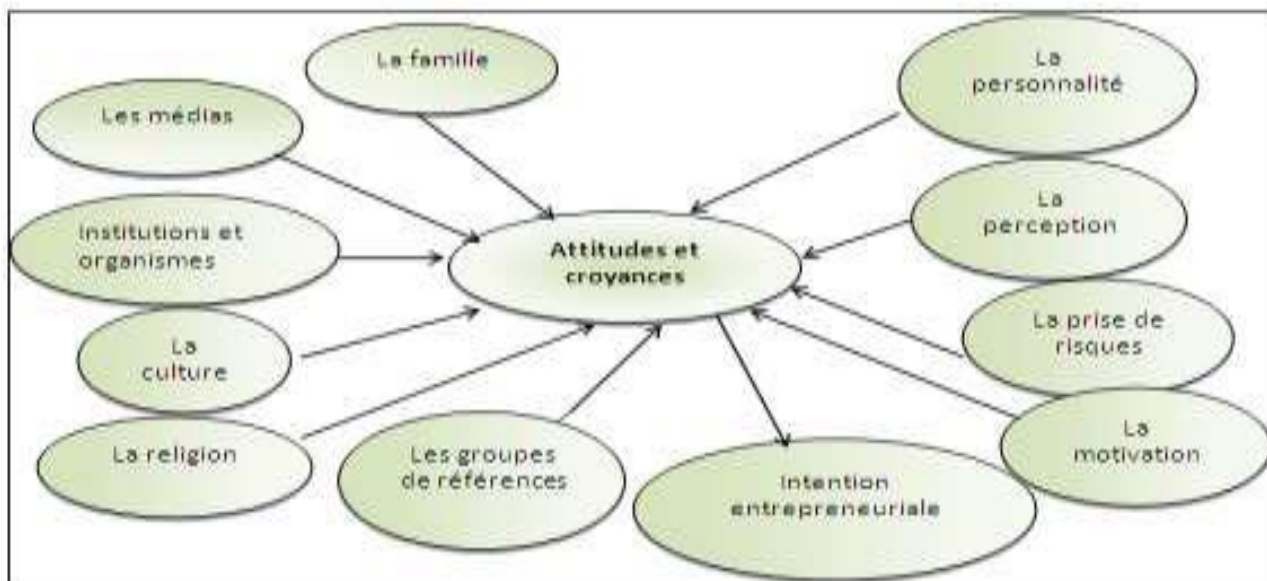 La famille
La
personnalité
Les médias
La
perception
Institutions et
organismes
Attitudes et
croyances
La prise de
risques
La
culture
La
motivation
La religion
Les groupes
de références
Intention
entrepreneuriale